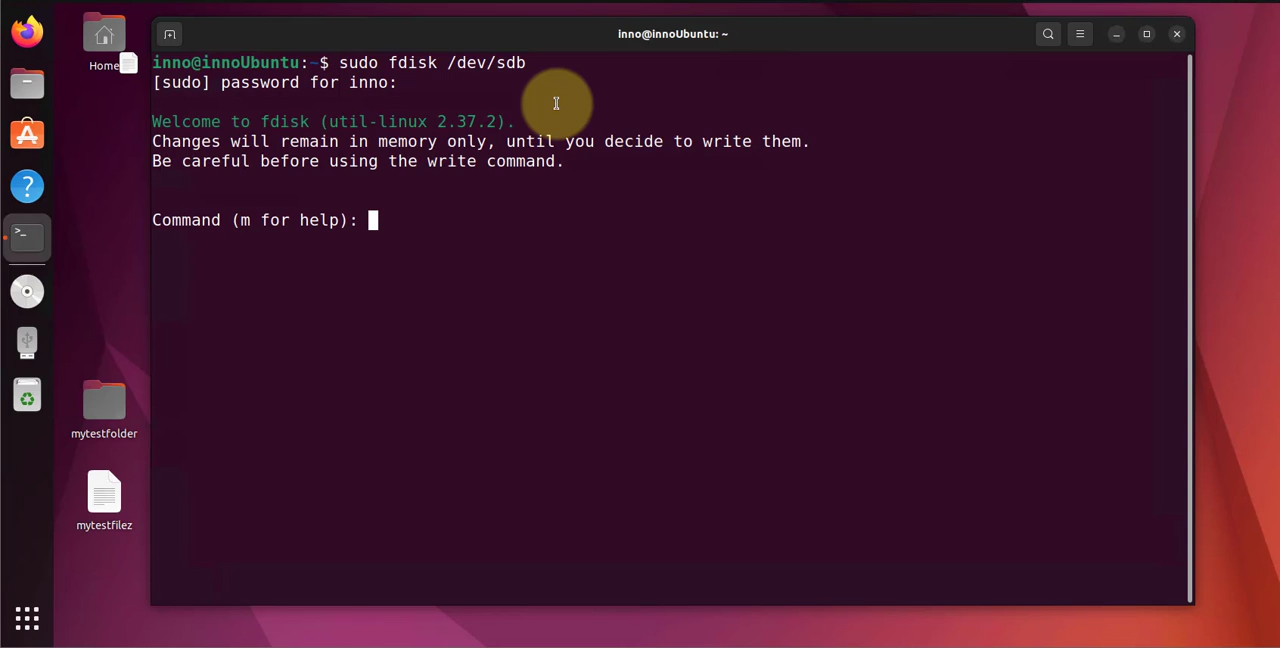 inno@innoUbuntu: ~
Home
inno@innoUbuntu:~$ sudo fdisk /dev/sdb
[sudo] password for inno:
Welcome to fdisk (util-linux 2.37.2).
Changes will remain in memory only, until you decide to write them.
Be careful before using the write command.
Command (m for help):
mytestfolder
mytestfilez